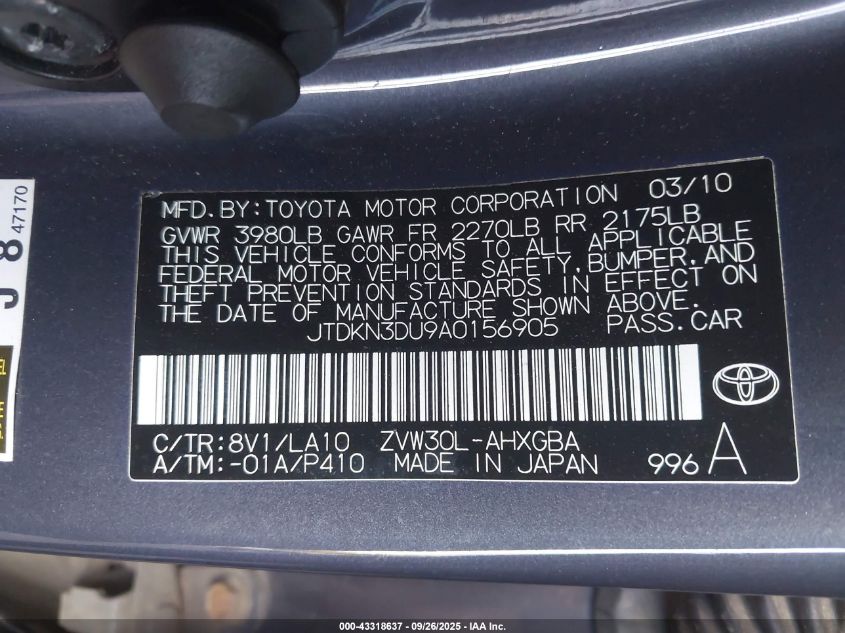 MFD. BY: TOYOTA MOTOR CORPORATION 03/10
GVWR 3980LB GAWR FR 2270LB RR 2175LB
THIS VEHICLE CONFORMS TO ALL APPLICABLE
FEDERAL MOTOR VEHICLE SAFETY, BUMPER, AND
THEFT PREVENTION STANDARDS IN EFFECT ON
THE DATE OF MANUFACTURE SHOWN ABOVE.
JTDKN3DU9A0156905 PASS. CAR
C/TR: 8V1/LA10 ZVW30L-AHXGBA
A/TM: -01A/P410 MADE IN JAPAN 996 A
J 8
47170
000-43318637 - 09/26/2025 - IAA Inc.